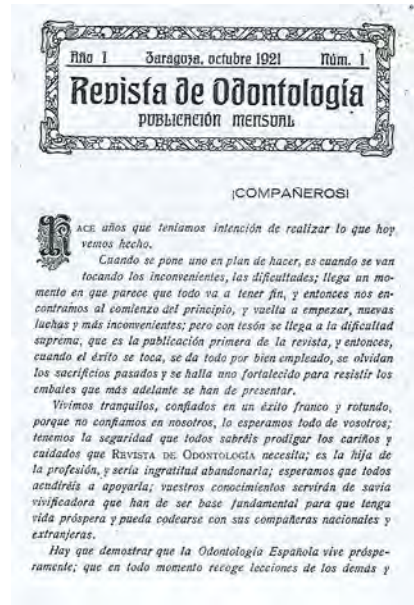 Año I Zaragoza, octubre 1921 Núm. 1
Revista de Odontología
PUBLICACIÓN MENSUAL
¡COMPAÑEROS!
HACE años que teníamos intención de realizar lo que hoy
vemos hecho.
Cuando se pone uno en plan de hacer, es cuando se van
tocando los inconvenientes, las dificultades; llega un mo-
mento en que parece que todo va a tener fin, y entonces nos en-
contramos al comienzo del principio, y vuelta a empezar, nuevas
luchas y más inconvenientes; pero con tesón se llega a la dificultad
suprema, que es la publicación primera de la revista, y entonces,
cuando el éxito se toca, se da todo por bien empleado, se olvidan
los sacrificios pasados y se halla uno fortalecido para resistir los
embates que más adelante se han de presentar.
Vivimos tranquilos, confiados en un éxito franco y rotundo,
porque no confiamos en nosotros, lo esperamos todo de vosotros;
tenemos la seguridad que todos sabréis prodigar los cariños y
cuidados que REVISTA DE ODONTOLOGÍA necesita; es la hija de
la profesión, y sería ingratitud abandonarla; esperamos que todos
acudiréis a apoyarla; vuestros conocimientos servirán de savia
vivificadora que han de ser base fundamental para que tenga
vida próspera y pueda codearse con sus compañeras nacionales y
extranjeras.
Hay que demostrar que la Odontología Española vive próspe-
ramente; que en todo momento recoge lecciones de los demás y